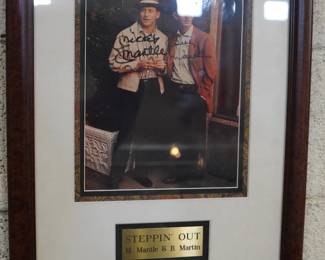 Mickey
Mantle
STEPPIN' OUT
M. Mantle & B. Martin